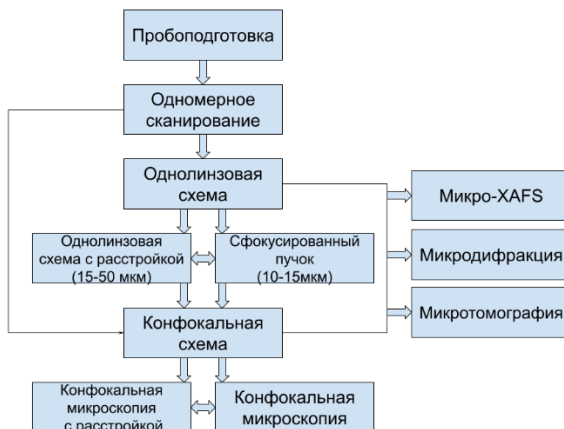 Пробоподготовка
Одномерное
сканирование
Однолинзовая
схема
Микро-XAFS
Однолинзовая
схема с расстройкой
(15-50 мкм)
Сфокусированный
пучок
(10-15мкм)
Микродифракция
Конфокальная
схема
Микротомография
Конфокальная
микроскопия
с расстройкой
Конфокальная
микроскопия